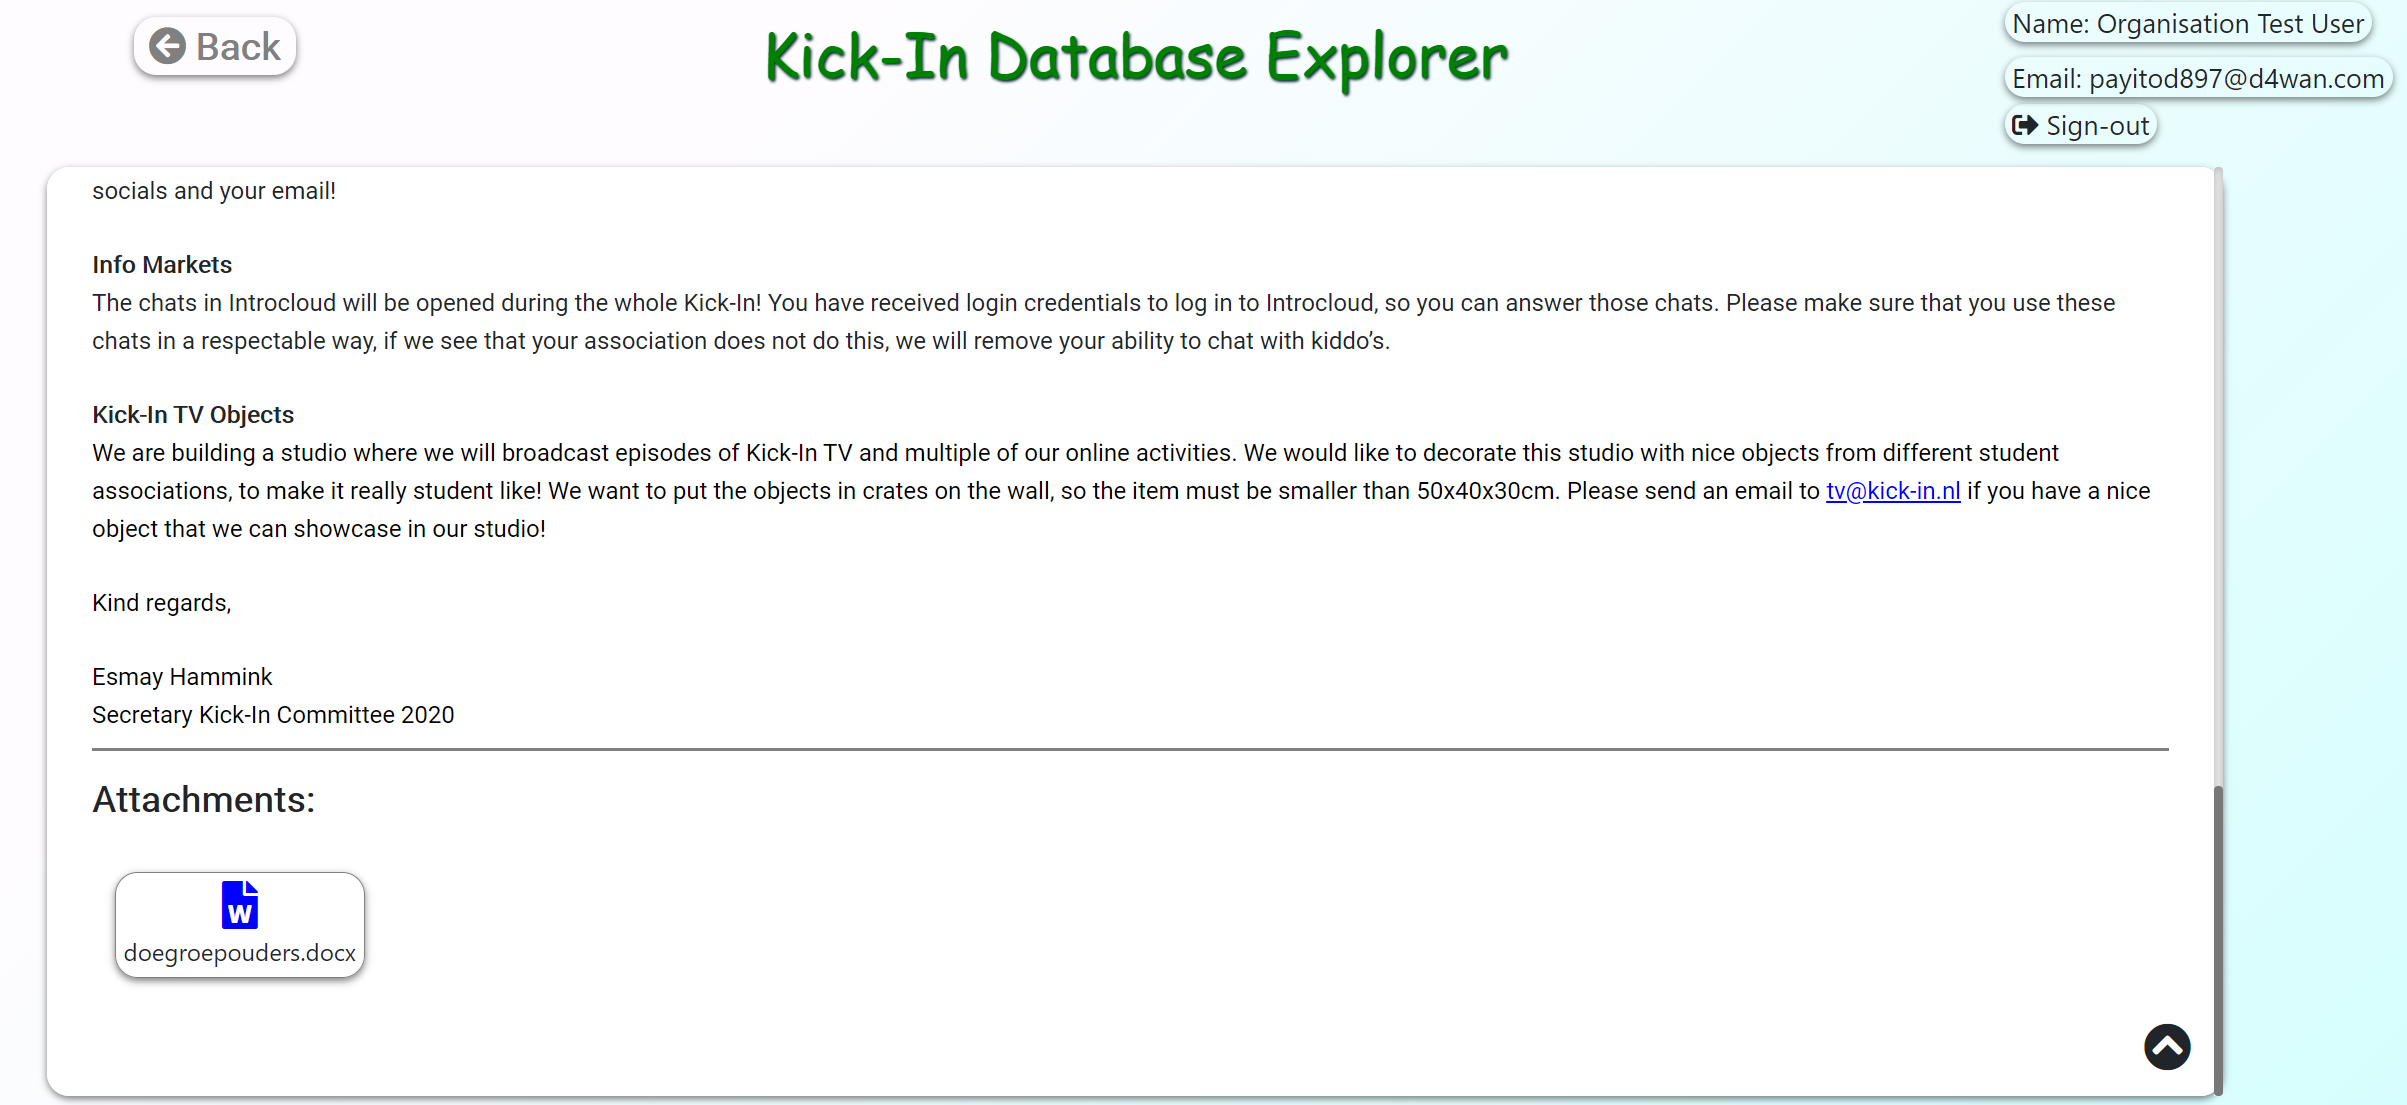 Back
Kick-In Database Explorer
Name: Organisation Test User
Email: payitod897@d4wan.com
Sign-out
socials and your email!
Info Markets
The chats in Introcloud will be opened during the whole Kick-In! You have received login credentials to log in to Introcloud, so you can answer those chats. Please make sure that you use these
chats in a respectable way, if we see that your association does not do this, we will remove your ability to chat with kiddo’s.
Kick-In TV Objects
We are building a studio where we will broadcast episodes of Kick-In TV and multiple of our online activities. We would like to decorate this studio with nice objects from different student
associations, to make it really student like! We want to put the objects in crates on the wall, so the item must be smaller than 50x40x30cm. Please send an email to tv@kick-in.nl if you have a nice
object that we can showcase in our studio!
Kind regards,
Esmay Hammink
Secretary Kick-In Committee 2020
Attachments:
W
doegroepouders.docx